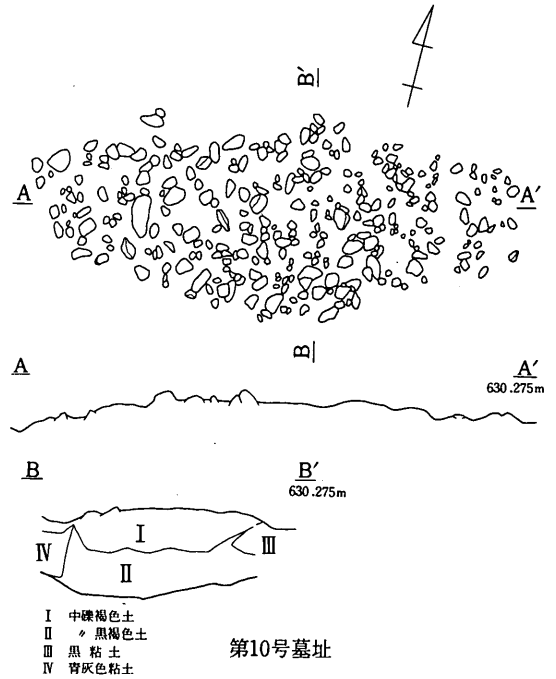 B′
A
A′
B
A
A′
630.275m
B
B′
630.275m
Ⅰ
Ⅱ
Ⅲ
Ⅳ
Ⅰ 中礫褐色土
Ⅱ 〃 黒褐色土
Ⅲ 黒粘土
Ⅳ 青灰色粘土
第10号墓址